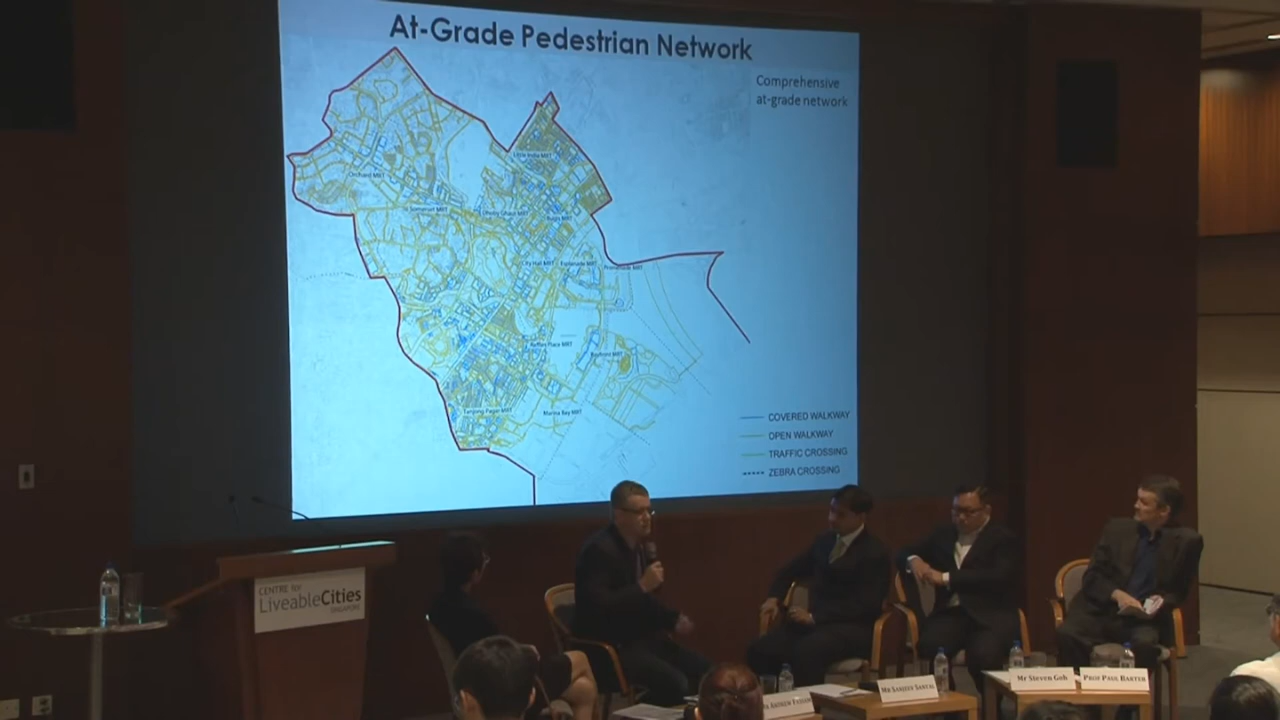 At-Grade Pedestrian Network
Comprehensive
at-grade network
Little India MRT
Orchard MRT
Somerset MRT
Dhoby Ghaut MRT
Bugis MRT
City Hall MRT
Esplanade MRT
Promenade MRT
Raffles Place MRT
Bayfront MRT
Tanjong Pagar MRT
Marina Bay MRT
COVERED WALKWAY
OPEN WALKWAY
TRAFFIC CROSSING
ZEBRA CROSSING
CENTRE for
LiveableCities
SINGAPORE
MR SANJEEV SANYAL
Mr Steven Goh
PROF PAUL BARTER